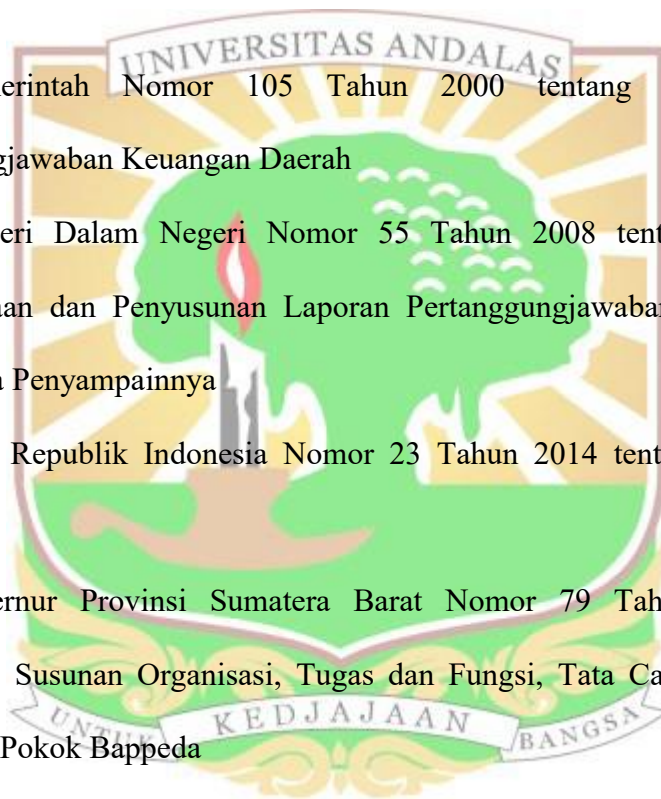 UNIVERSITAS ANDALAS
erintah Nomor 105 Tahun 2000 tentang
gjawaban Keuangan Daerah
eri Dalam Negeri Nomor 55 Tahun 2008 tent
aan dan Penyusunan Laporan Pertanggungjawaban
a Penyampainnya
Republik Indonesia Nomor 23 Tahun 2014 tent
ernur Provinsi Sumatera Barat Nomor 79 Tah
Susunan Organisasi, Tugas dan Fungsi, Tata Ca
Pokok Bappeda
UNTUK KEDJAJAAN BANGSA